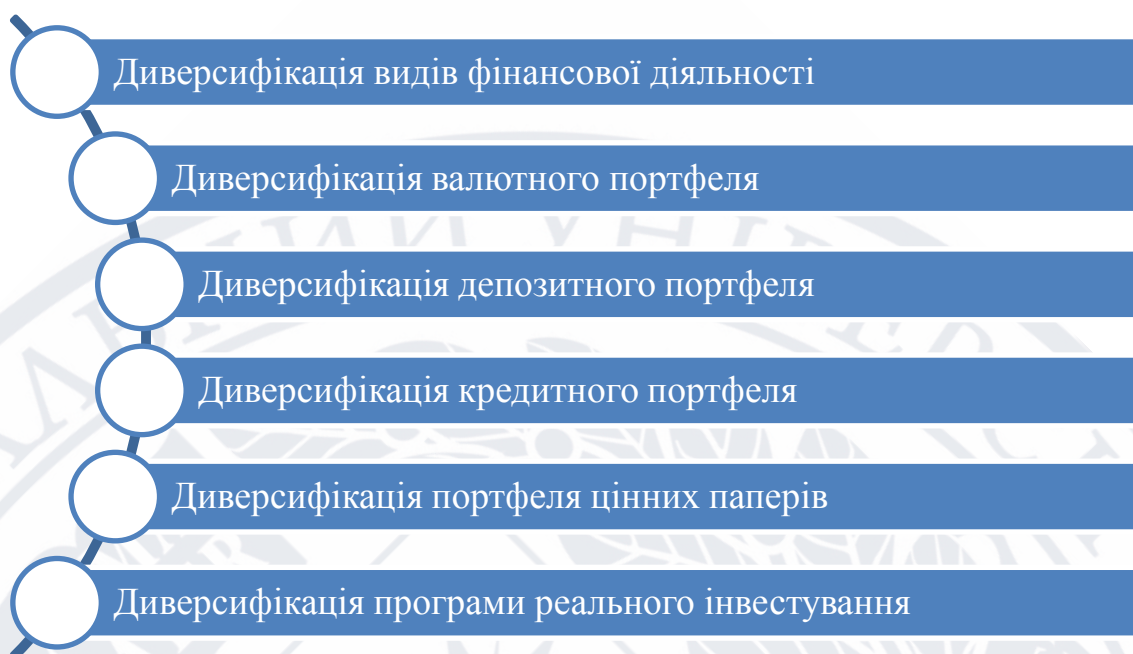 Диверсифікація видів фінансової діяльності
Диверсифікація валютного портфеля
Диверсифікація депозитного портфеля
Диверсифікація кредитного портфеля
Диверсифікація портфеля цінних паперів
Диверсифікація програми реального інвестування